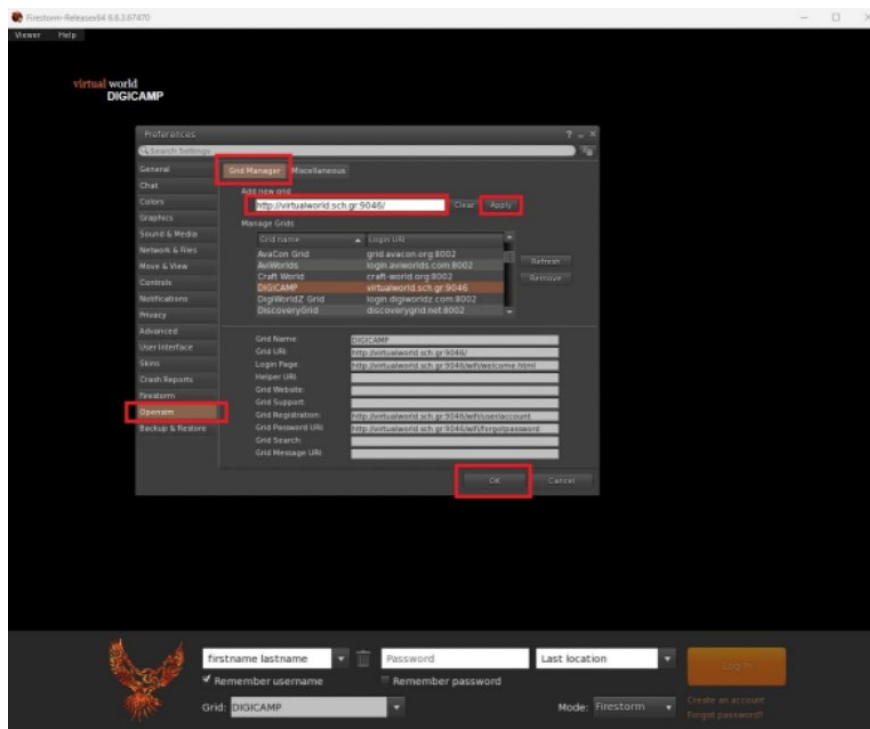 Firestorm-Releasex64 6.6.3.67470
Viewer Help
virtual world
DIGICAMP
Preferences ? _ ×
Search Settings
General
Chat
Colors
Graphics
Sound & Media
Network & Files
Move & View
Controls
Notifications
Privacy
Advanced
User Interface
Skins
Crash Reports
Firestorm
Opensim
Backup & Restore
Grid Manager Miscellaneous
Add new grid
http://virtualworld.sch.gr:9046/ Clear Apply
Manage Grids
Grid name Login URI
AvaCon Grid grid.avacon.org:8002
AviWorlds login.aviworlds.com:8002
Craft World craft-world.org:8002
DIGICAMP virtualworld.sch.gr:9046
DigiWorldZ Grid login.digiworldz.com:8002
DiscoveryGrid discoverygrid.net:8002
Refresh
Remove
Grid Name: DIGICAMP
Grid URI: http://virtualworld.sch.gr:9046/
Login Page: http://virtualworld.sch.gr:9046/wifi/welcome.html
Helper URI:
Grid Website:
Grid Support:
Grid Registration: http://virtualworld.sch.gr:9046/wifi/user/account
Grid Password URI: http://virtualworld.sch.gr:9046/wifi/forgotpassword
Grid Search:
Grid Message URI:
OK Cancel
firstname lastname Password Last location Log In
Remember username Remember password
Grid: DIGICAMP Mode: Firestorm
Create an account
Forgot password?